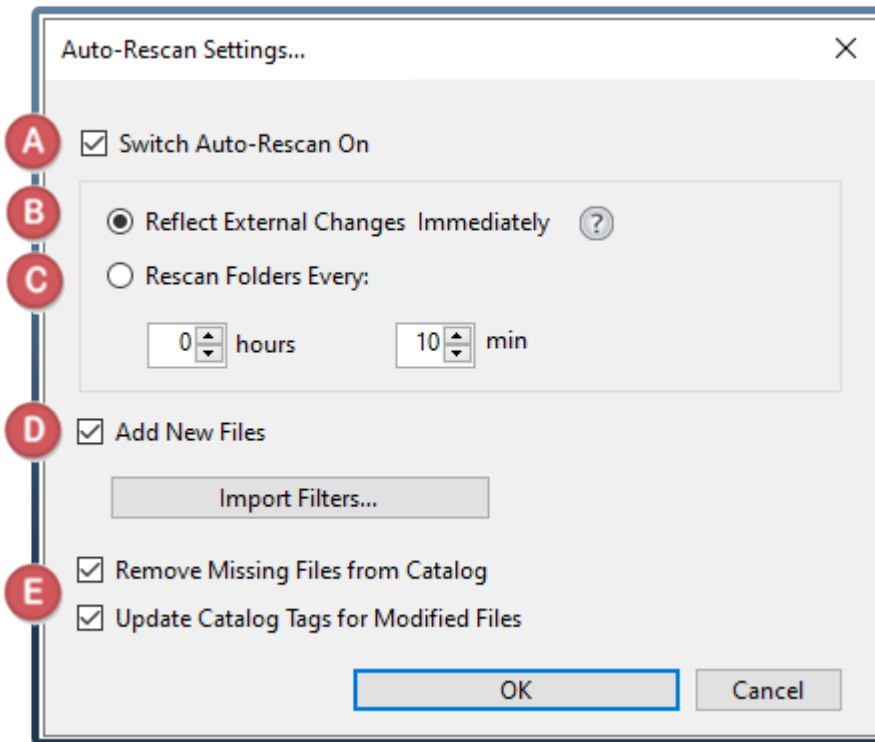 Auto-Rescan Settings...
A Switch Auto-Rescan On
B Reflect External Changes Immediately ?
C Rescan Folders Every:
0 hours 10 min
D Add New Files
Import Filters...
E Remove Missing Files from Catalog
Update Catalog Tags for Modified Files
OK Cancel